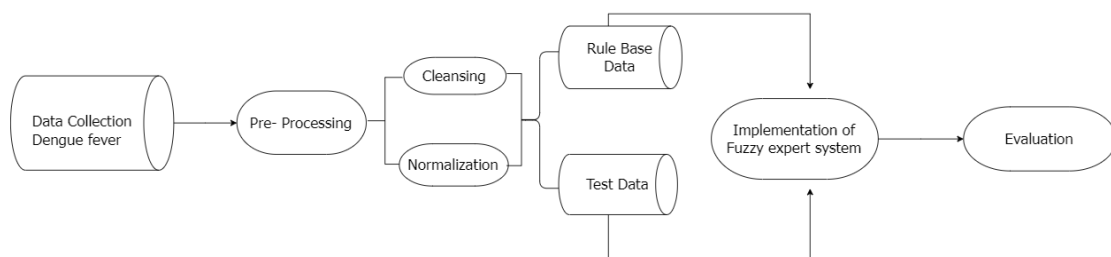 Data Collection
Dengue fever
Pre- Processing
Cleansing
Normalization
Rule Base
Data
Test Data
Implementation of
Fuzzy expert system
Evaluation